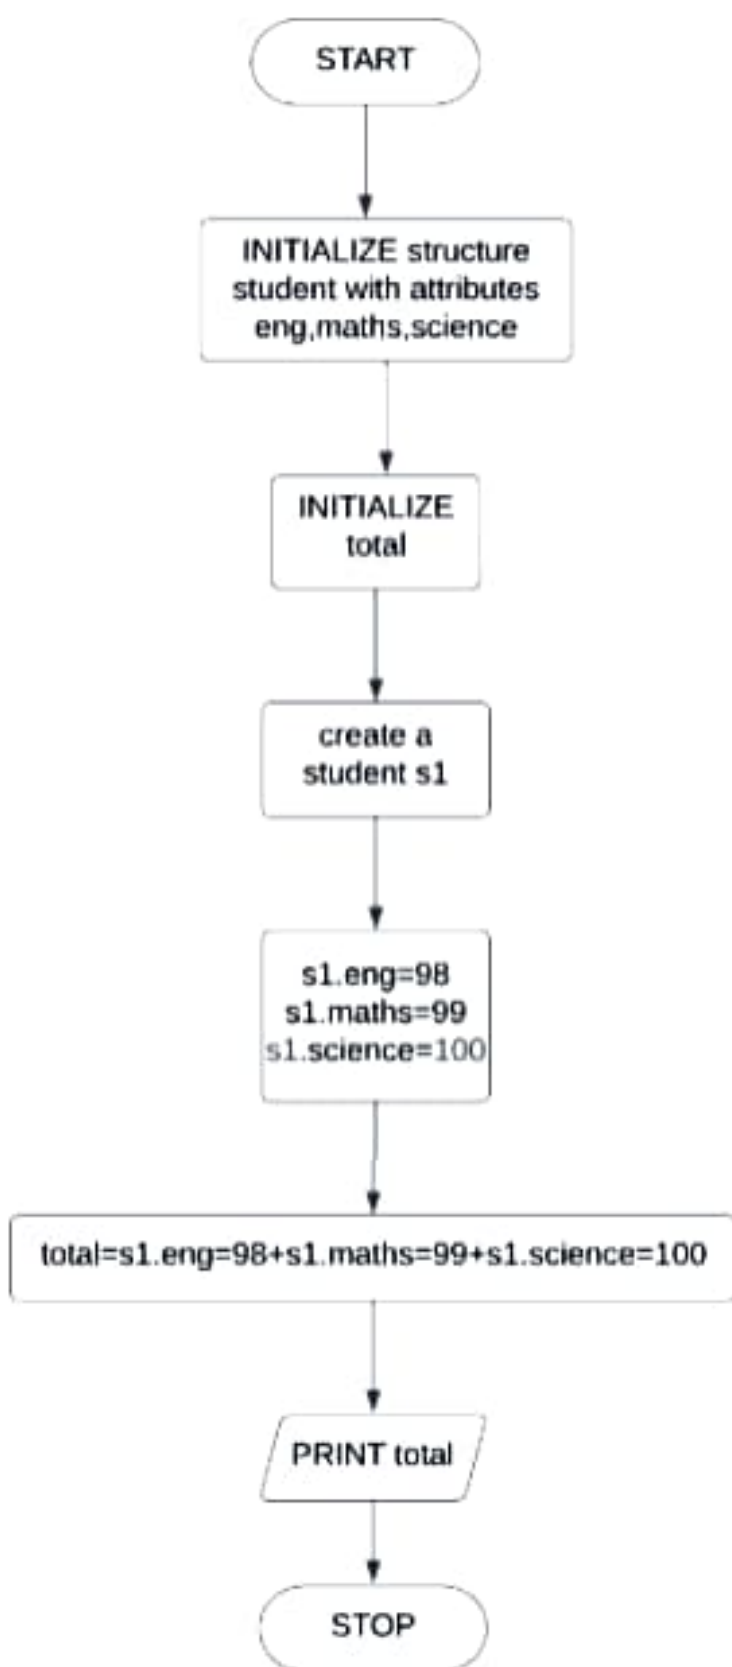 START
INITIALIZE structure
student with attributes
eng,maths,science
INITIALIZE
total
create a
student s1
s1.eng=98
s1.maths=99
s1.science=100
total=s1.eng=98+s1.maths=99+s1.science=100
PRINT total
STOP